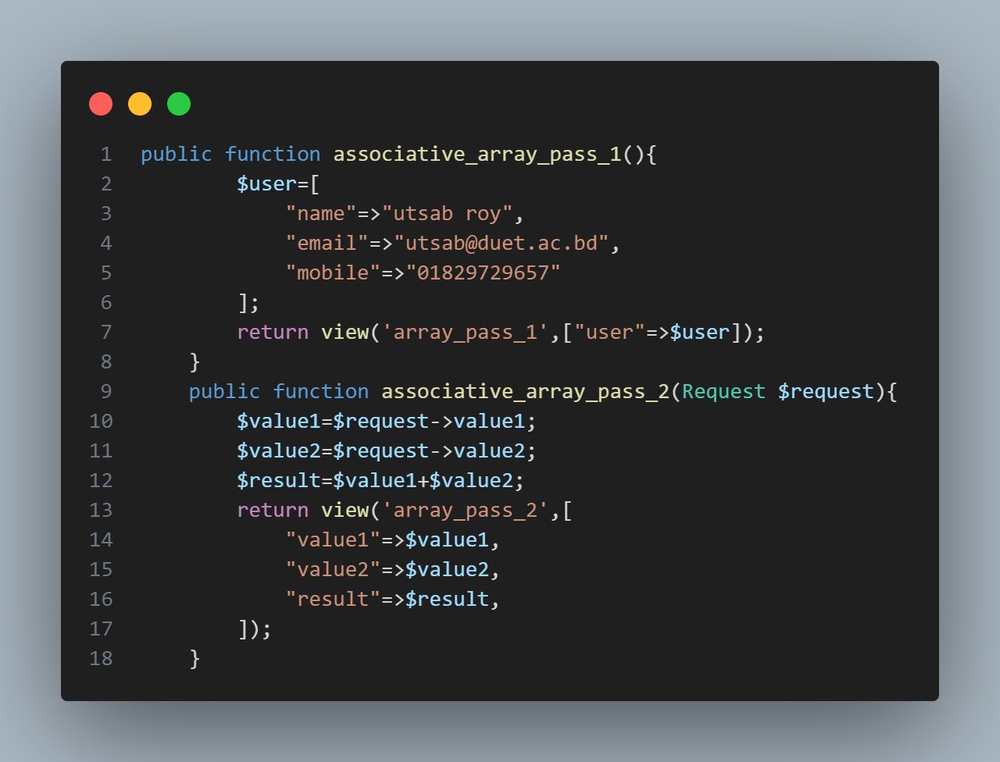 1 public function associative_array_pass_1(){
2         $user=[
3             "name"=>"utsab roy",
4             "email"=>"utsab@duet.ac.bd",
5             "mobile"=>"01829729657"
6         ];
7         return view('array_pass_1',["user"=>$user]);
8     }
9     public function associative_array_pass_2(Request $request){
10         $value1=$request->value1;
11         $value2=$request->value2;
12         $result=$value1+$value2;
13         return view('array_pass_2',[
14             "value1"=>$value1,
15             "value2"=>$value2,
16             "result"=>$result,
17         ]);
18     }